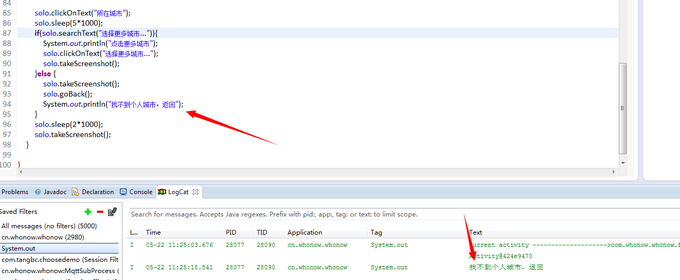 84
85 solo.clickOnText("所在城市");
86 solo.sleep(5*1000);
87 if(solo.searchText("选择更多城市...")){
88 System.out.println("点击更多城市");
89 solo.clickOnText("选择更多城市...");
90 solo.takeScreenshot();
91 }else {
92 solo.takeScreenshot();
93 solo.goBack();
94 System.out.println("找不到个人城市，返回");
95 }
96 solo.sleep(2*1000);
97 solo.takeScreenshot();
98 }
99
100 }
Problems @ Javadoc Declaration Console LogCat
Saved Filters
Search for messages. Accepts Java regexes. Prefix with pid:, app:, tag: or text: to limit scope.
All messages (no filters) (5000)
cn.whonow.whonow (2980)
System.out
com.tangbc.choosedemo (Session Filt
cn.whonow.whonow:MqttSubProcess (
L... Time PID TID Application Tag Text
I 05-22 11:25:03.676 28077 28090 cn.whonow.whonow System.out current activity -------------------->com.whonow.whonow.f
ctivity@424e9470
I 05-22 11:25:18.541 28077 28090 cn.whonow.whonow System.out 找不到个人城市，返回